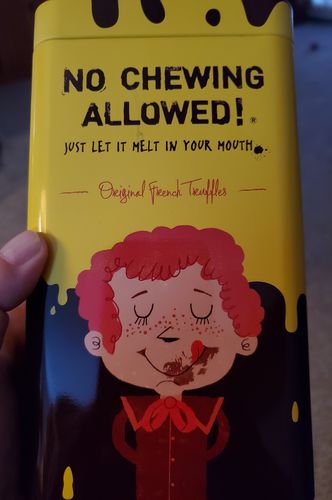 NO CHEWING
ALLOWED!®
JUST LET IT MELT IN YOUR MOUTH...
Original French Truffles